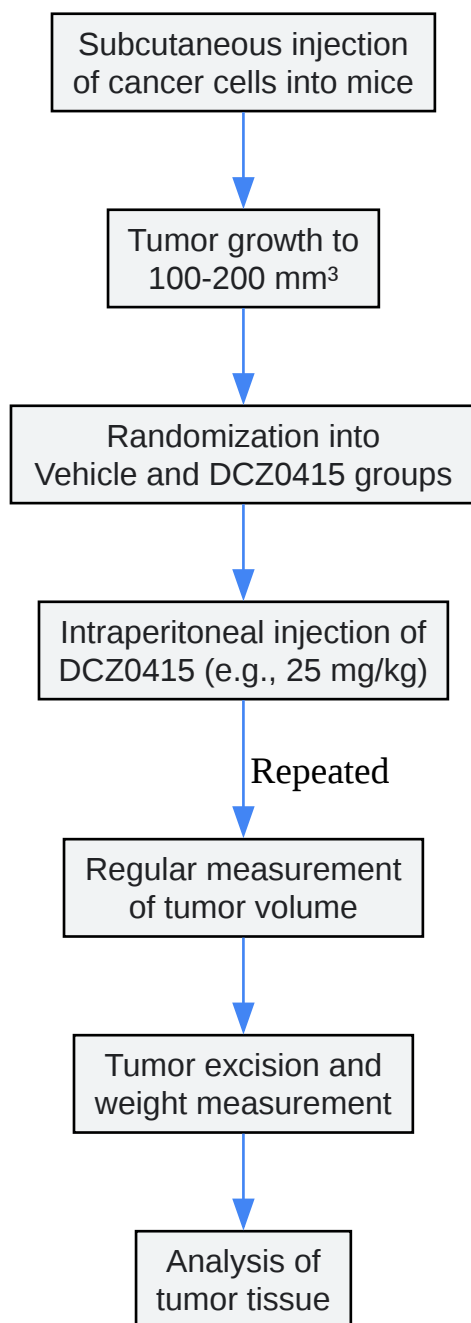 Subcutaneous injection
of cancer cells into mice
Tumor growth to
100-200 mm³
Randomization into
Vehicle and DCZ0415 groups
Intraperitoneal injection of
DCZ0415 (e.g., 25 mg/kg)
Repeated
Regular measurement
of tumor volume
Tumor excision and
weight measurement
Analysis of
tumor tissue